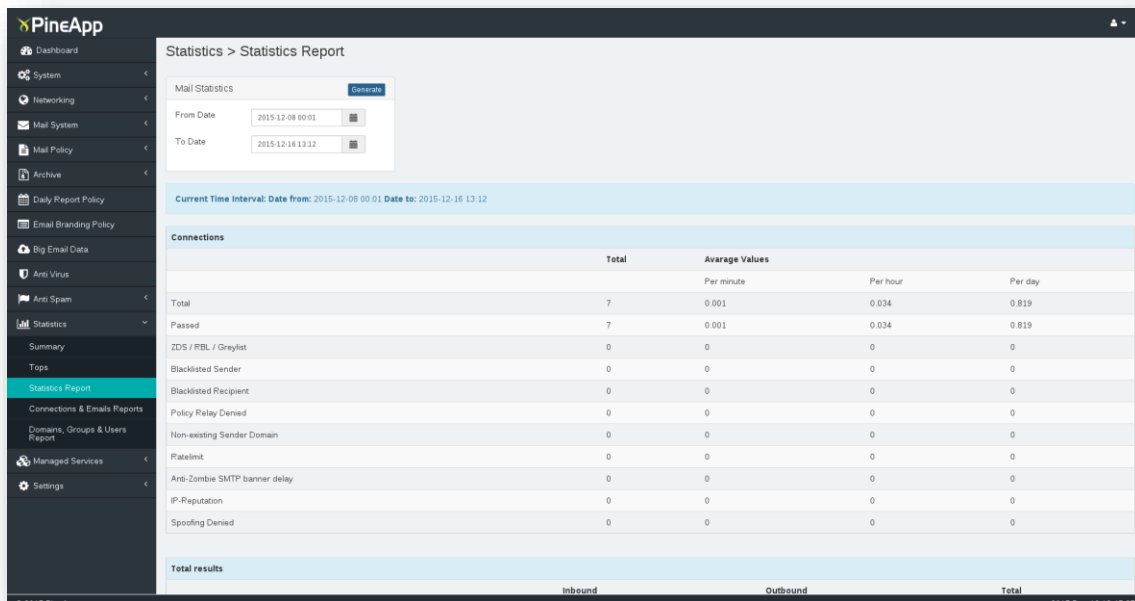 PineApp
Dashboard
System
Networking
Mail System
Mail Policy
Archive
Daily Report Policy
Email Branding Policy
Big Email Data
Anti Virus
Anti Spam
Statistics
Summary
Tops
Statistics Report
Connections & Emails Reports
Domains, Groups & Users
Report
Managed Services
Settings
Statistics > Statistics Report
Mail Statistics Generate
From Date 2015-12-08 00:01
To Date 2015-12-16 13:12
Current Time Interval: Date from: 2015-12-08 00:01 Date to: 2015-12-16 13:12
Connections
Total Avarage Values
Per minute Per hour Per day
Total 7 0.001 0.034 0.819
Passed 7 0.001 0.034 0.819
ZDS / RBL / Greylist 0 0 0 0
Blacklisted Sender 0 0 0 0
Blacklisted Recipient 0 0 0 0
Policy Relay Denied 0 0 0 0
Non-existing Sender Domain 0 0 0 0
Ratelimit 0 0 0 0
Anti-Zombie SMTP banner delay 0 0 0 0
IP-Reputation 0 0 0 0
Spoofing Denied 0 0 0 0
Total results
Inbound Outbound Total